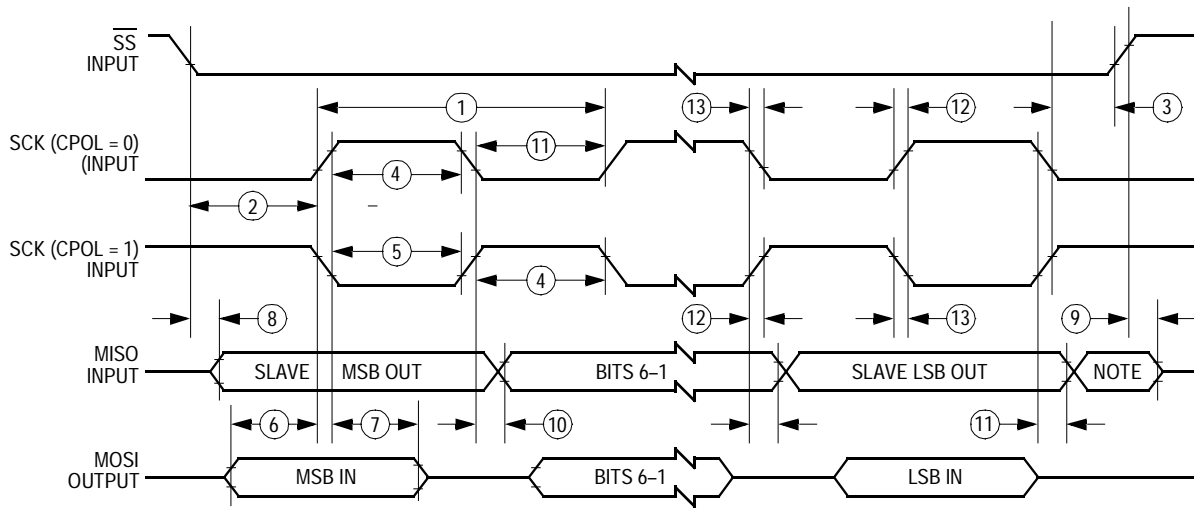 SS
INPUT
1
13
12
3
SCK (CPOL = 0)
(INPUT
11
4
2
–
SCK (CPOL = 1)
INPUT
5
4
8
12
13
9
MISO
INPUT
SLAVE MSB OUT
BITS 6–1
SLAVE LSB OUT
NOTE
6
7
10
11
MOSI
OUTPUT
MSB IN
BITS 6–1
LSB IN